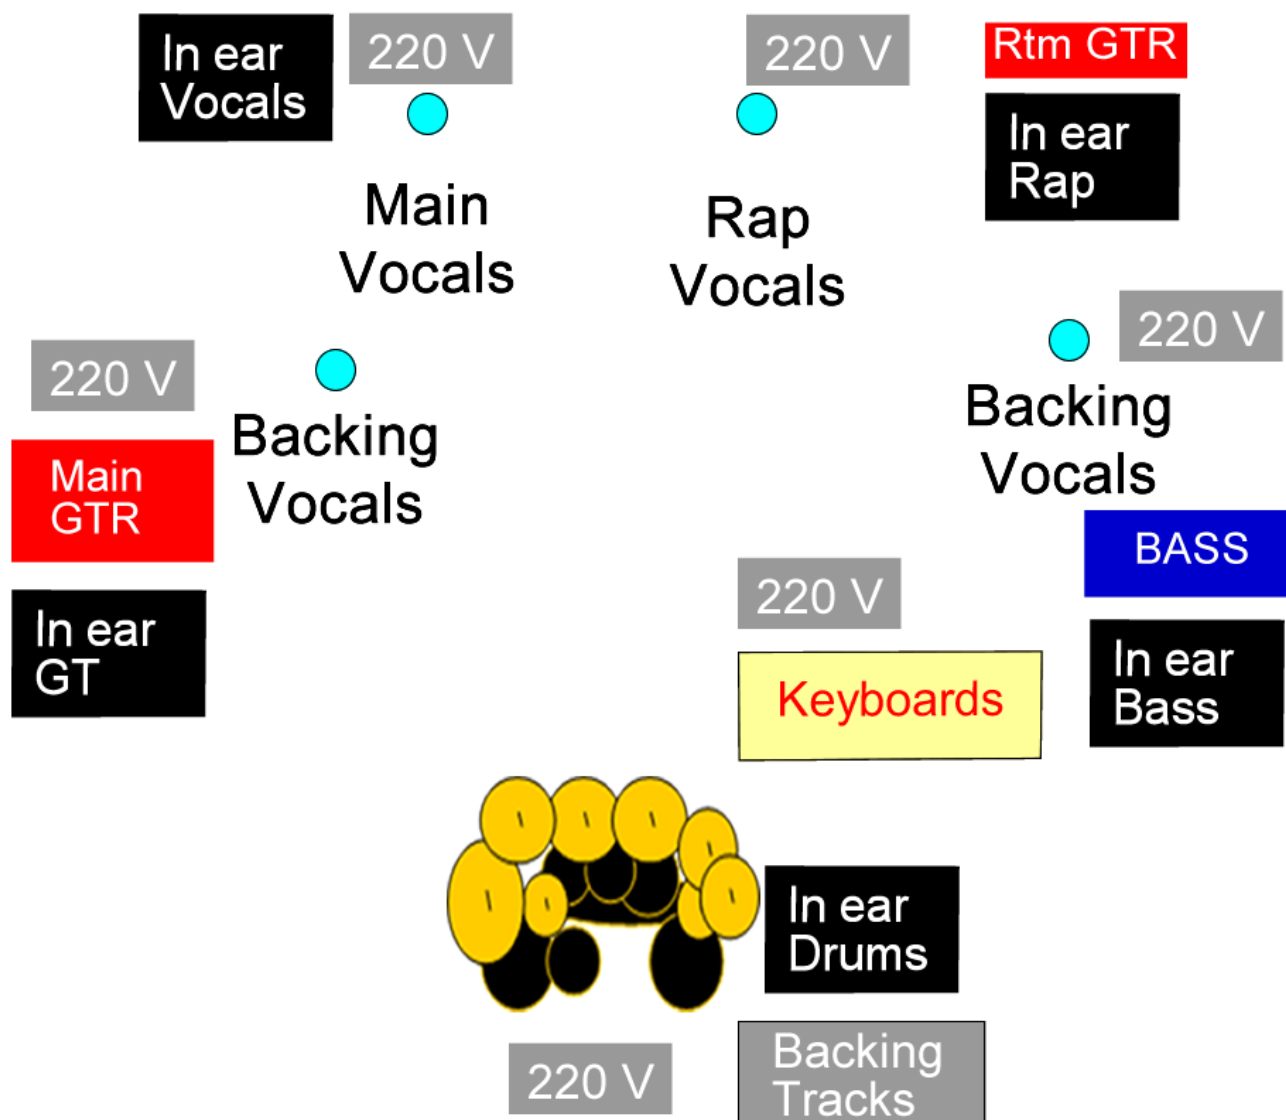 In ear
Vocals
220 V
220 V
Rtm GTR
In ear
Rap
Main
Vocals
Rap
Vocals
220 V
220 V
Backing
Vocals
Backing
Vocals
Main
GTR
BASS
220 V
In ear
GT
Keyboards
In ear
Bass
In ear
Drums
220 V
Backing
Tracks